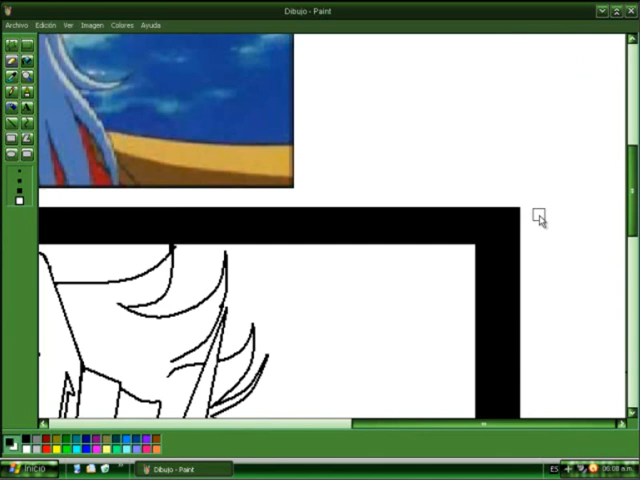 Dibujo - Paint
Archivo Edición Ver Imagen Colores Ayuda
Inicio
Dibujo - Paint
ES
06:08 a.m.